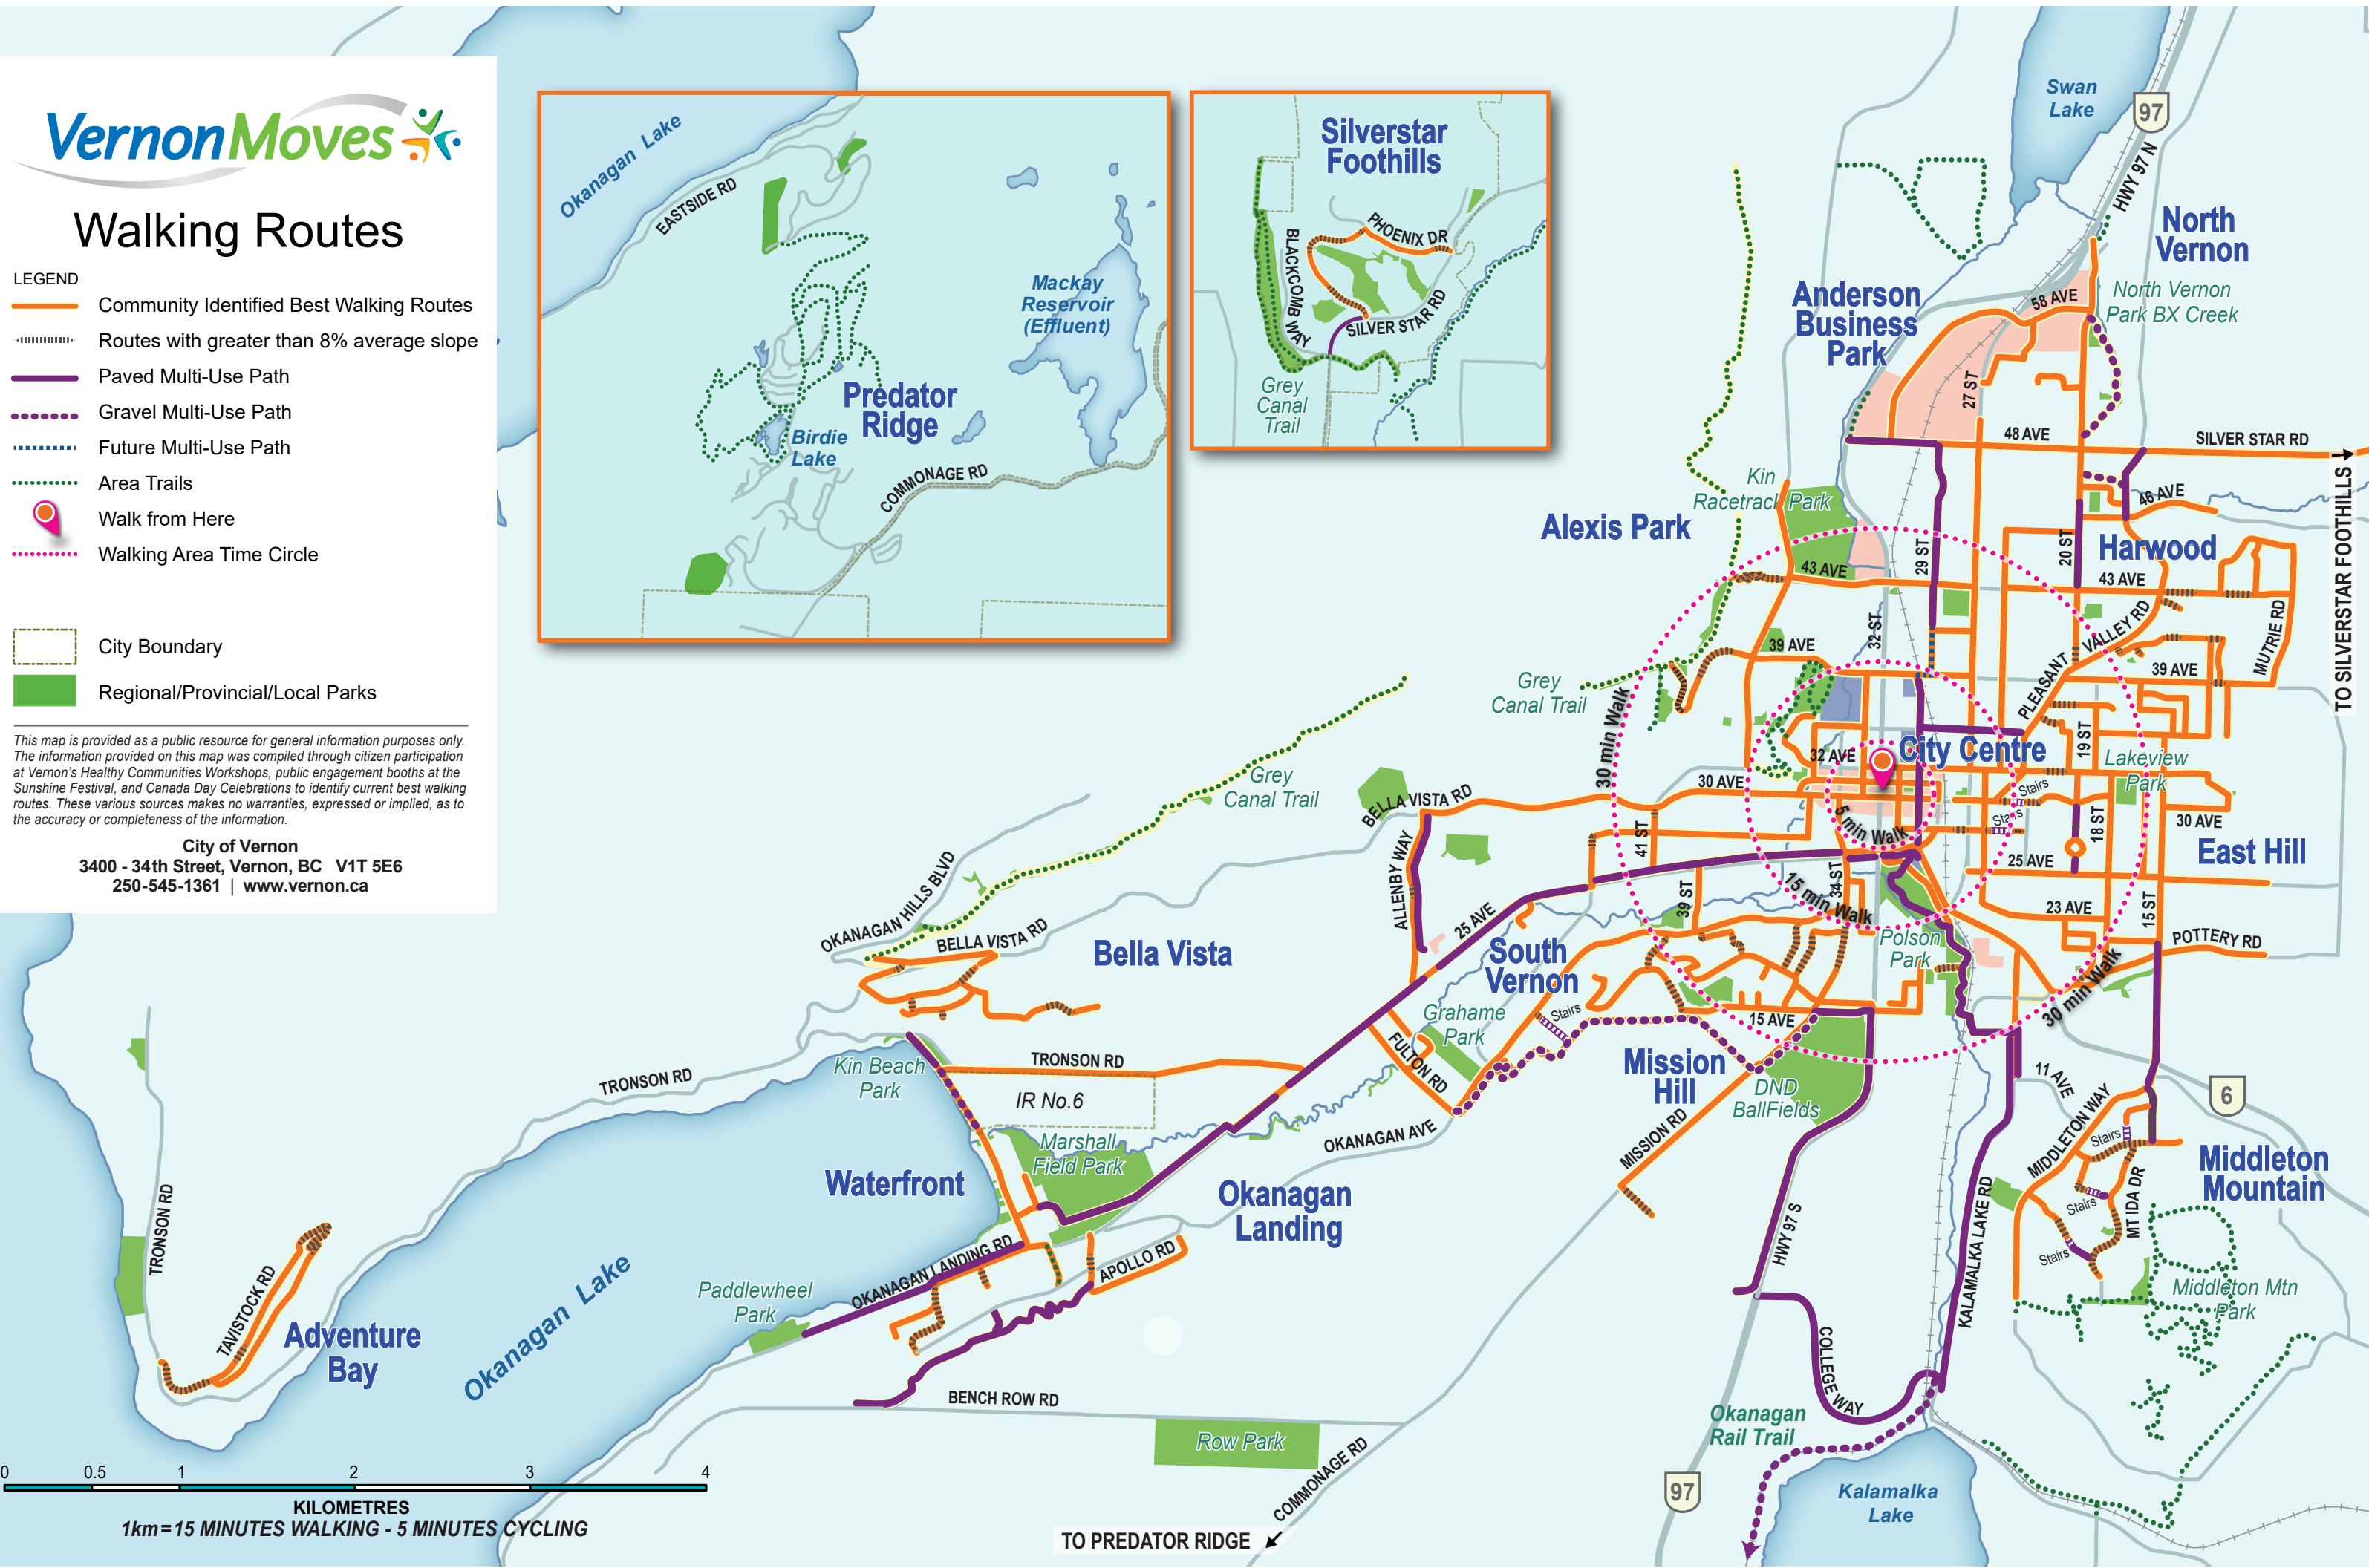 VernonMoves
Walking Routes
LEGEND
Community Identified Best Walking Routes
Routes with greater than 8% average slope
Paved Multi-Use Path
Gravel Multi-Use Path
Future Multi-Use Path
Area Trails
Walk from Here
Walking Area Time Circle
City Boundary
Regional/Provincial/Local Parks
This map is provided as a public resource for general information purposes only.
The information provided on this map was compiled through citizen participation
at Vernon's Healthy Communities Workshops, public engagement booths at the
Sunshine Festival, and Canada Day Celebrations to identify current best walking
routes. These various sources makes no warranties, expressed or implied, as to
the accuracy or completeness of the information.
City of Vernon
3400 - 34th Street, Vernon, BC V1T 5E6
250-545-1361 | www.vernon.ca
Okanagan Lake
EASTSIDE RD
Mackay
Reservoir
(Effluent)
Predator
Ridge
Birdie
Lake
COMMONAGE RD
Silverstar
Foothills
PHOENIX DR
BLACKCOMB WAY
SILVER STAR RD
Grey
Canal
Trail
Swan
Lake
97
HWY 97 N
North
Vernon
Anderson
Business
Park
58 AVE
North Vernon
Park BX Creek
27 ST
48 AVE
SILVER STAR RD
TO SILVERSTAR FOOTHILLS
Kin
Racetrack Park
Alexis Park
46 AVE
29 ST
20 ST
Harwood
43 AVE
43 AVE
32 ST
VALLEY RD
PLEASANT
MUTRIE RD
39 AVE
39 AVE
Grey
Canal Trail
30 min Walk
19 ST
City Centre
32 AVE
Lakeview
Park
Grey
Canal Trail
30 AVE
Stairs
BELLA VISTA RD
5 min Walk
Stairs
18 ST
30 AVE
41 ST
ALLENBY WAY
East Hill
25 AVE
OKANAGAN HILLS BLVD
34 ST
15 min Walk
39 ST
23 AVE
15 ST
25 AVE
BELLA VISTA RD
Bella Vista
South
Vernon
Polson
Park
POTTERY RD
30 min Walk
Grahame
Park
Stairs
15 AVE
FULTON RD
TRONSON RD
Kin Beach
Park
TRONSON RD
IR No.6
Mission
Hill
DND
BallFields
11 AVE
6
MIDDLETON WAY
Stairs
OKANAGAN AVE
MISSION RD
Marshall
Field Park
Waterfront
Okanagan
Landing
Middleton
Mountain
Stairs
MT IDA DR
TRONSON RD
HWY 97 S
KALAMALKA LAKE RD
Stairs
OKANAGAN LANDING RD
APOLLO RD
Paddlewheel
Park
Middleton Mtn
Park
TAVISTOCK RD
Adventure
Bay
Okanagan Lake
COLLEGE WAY
BENCH ROW RD
Okanagan
Rail Trail
Row Park
COMMONAGE RD
97
Kalamalka
Lake
TO PREDATOR RIDGE
0 0.5 1 2 3 4
KILOMETRES
1km=15 MINUTES WALKING - 5 MINUTES CYCLING